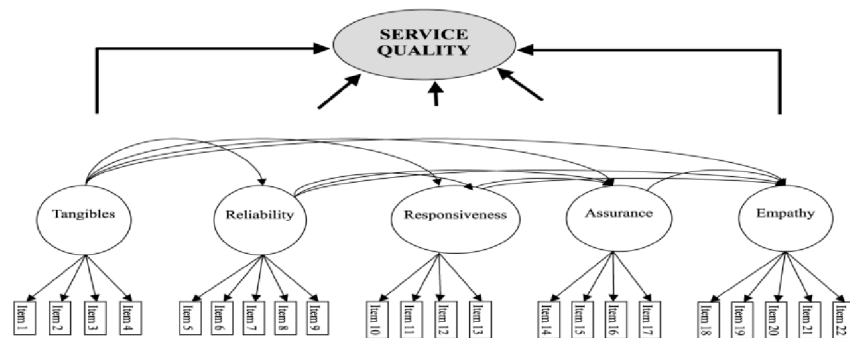 SERVICE
QUALITY
Tangibles
Reliability
Responsiveness
Assurance
Empathy
Item 1
Item 2
Item 3
Item 4
Item 5
Item 6
Item 7
Item 8
Item 9
Item 10
Item 11
Item 12
Item 13
Item 14
Item 15
Item 16
Item 17
Item 18
Item 19
Item 20
Item 21
Item 22